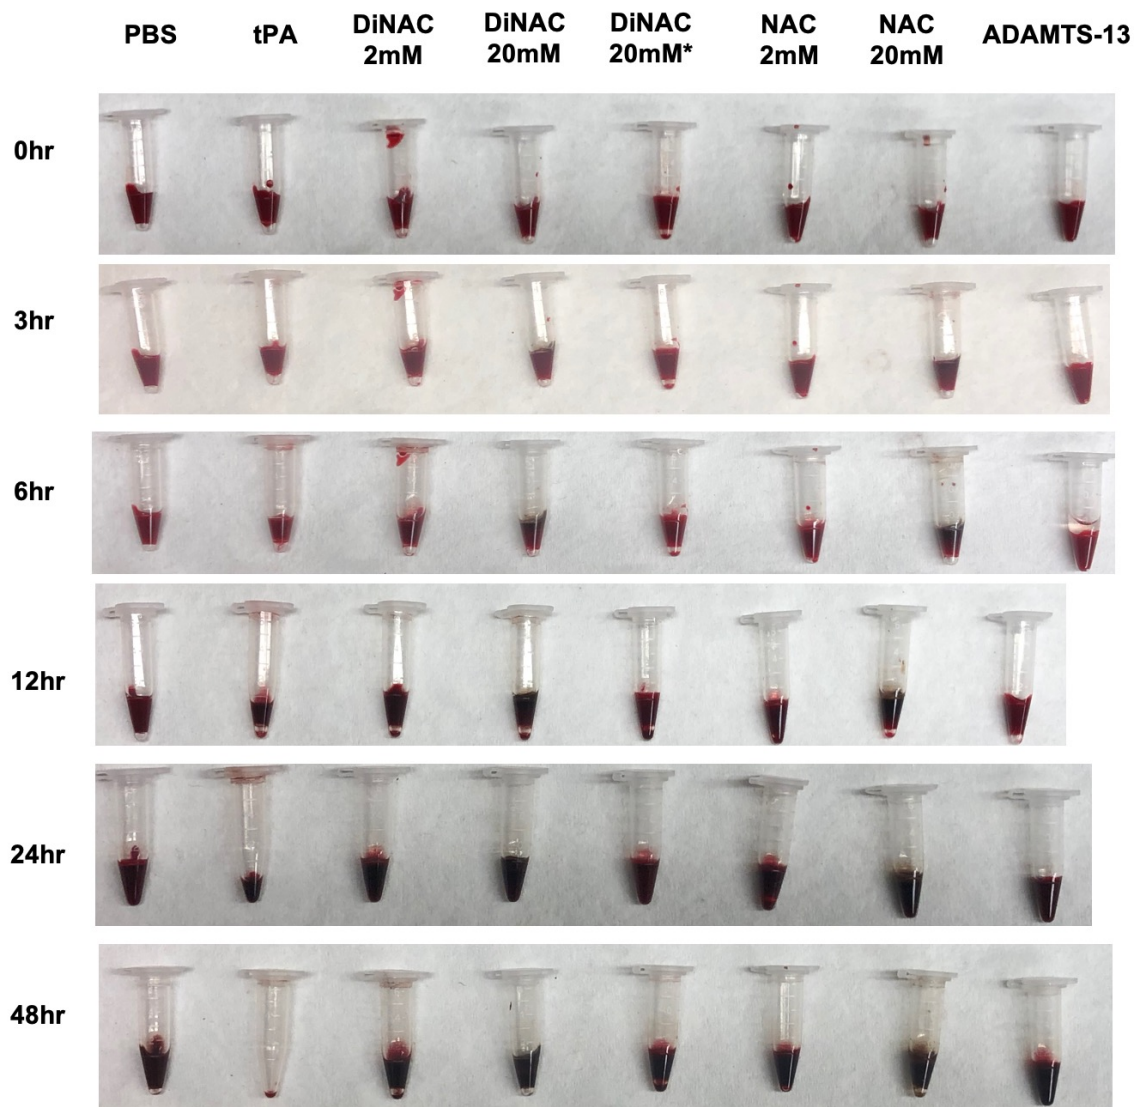 PBS tPA DiNAC DiNAC DiNAC NAC NAC ADAMTS-13
2mM 20mM 20mM* 2mM 20mM
0hr
3hr
6hr
12hr
24hr
48hr